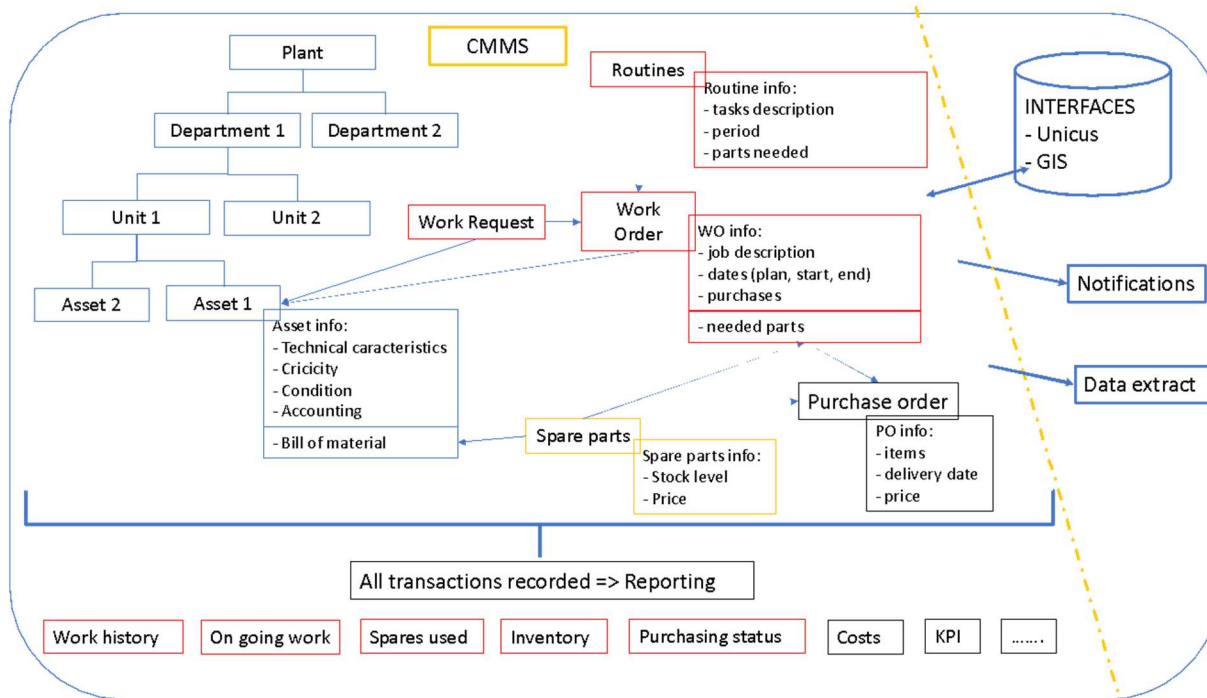 Plant
CMMS
Routines
Routine info:
- tasks description
- period
- parts needed
INTERFACES
- Unicus
- GIS
Department 1
Department 2
Unit 1
Unit 2
Work Request
Work
Order
WO info:
- job description
- dates (plan, start, end)
- purchases
- needed parts
Notifications
Asset 2
Asset 1
Asset info:
- Technical caracteristics
- Cricicity
- Condition
- Accounting
- Bill of material
Data extract
Purchase order
PO info:
- items
- delivery date
- price
Spare parts
Spare parts info:
- Stock level
- Price
All transactions recorded => Reporting
Work history
On going work
Spares used
Inventory
Purchasing status
Costs
KPI
.......